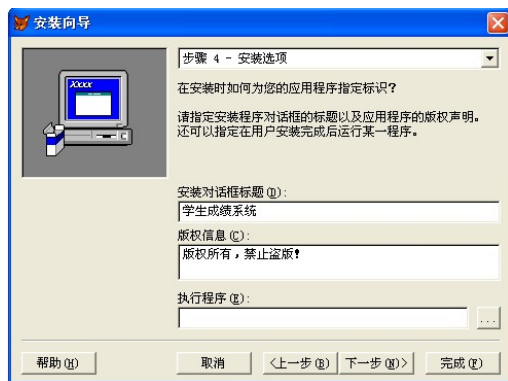 安装向导
步骤 4 - 安装选项
Xxxx
在安装时如何为您的应用程序指定标识?
请指定安装程序对话框的标题以及应用程序的版权声明。
还可以指定在用户安装完成后运行某一程序。
安装对话框标题(D):
学生成绩系统
版权信息(C):
版权所有，禁止盗版!
执行程序(E):
...
帮助(H) 取消 <上一步(B) 下一步(N)> 完成(F)